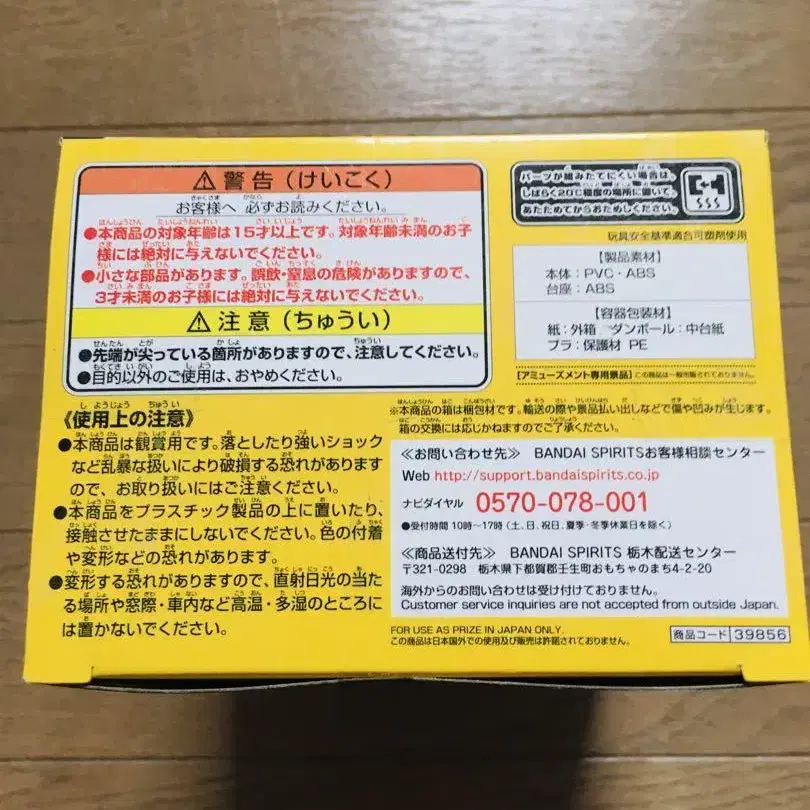 ⚠警告(けいこく)
お客様へ 必ずお読みください。
●本商品の対象年齢は15才以上です。対象年齢未満のお子
様には絶対に与えないでください。
●小さな部品があります。誤飲・窒息の危険がありますので、
3才未満のお子様には絶対に与えないでください。
⚠注意(ちゅうい)
●先端が尖っている箇所がありますので、注意してください。
●目的以外のご使用は、おやめください。
《使用上の注意》
●本商品は観賞用です。落としたり強いショック
など乱暴な扱いにより破損する恐れがあります
ので、お取り扱いにはご注意ください。
●本商品をプラスチック製品の上に置いたり、
接触させたままにしないでください。色の付着
や変形などの恐れがあります。
●変形する恐れがありますので、直射日光の当た
る場所や窓際・車内など高温・多湿のところに
は置かないでください。
パーツが組みたてにくい場合は、
しばらく20℃程度の場所に置いて、
あたためてからおためしください。
玩具安全基準適合可塑剤使用
【製品素材】
本体:PVC・ABS
台座:ABS
【容器包装材】
紙:外箱 ダンボール:中台紙
プラ:保護材 PE
【アミューズメント専用景品】この商品は一般市販されておりません。
※本商品の箱は梱包材です。輸送の際や景品払い出しなどで傷や凹みが生じます。
箱の交換には応じかねますのでご了承ください。
≪お問い合わせ先≫ BANDAI SPIRITSお客様相談センター
Web http://support.bandaispirits.co.jp
ナビダイヤル 0570-078-001
●受付時間 10時〜17時(土、日、祝日、夏季・冬季休業日を除く)
≪商品送付先≫ BANDAI SPIRITS 栃木配送センター
〒321-0298 栃木県下都賀郡壬生町おもちゃのまち4-2-20
海外からのお問い合わせは受け付けておりません。
Customer service inquiries are not accepted from outside Japan.
FOR USE AS PRIZE IN JAPAN ONLY.
この商品は日本国外での使用及び販売は許諾されておりません。
商品コード 39856